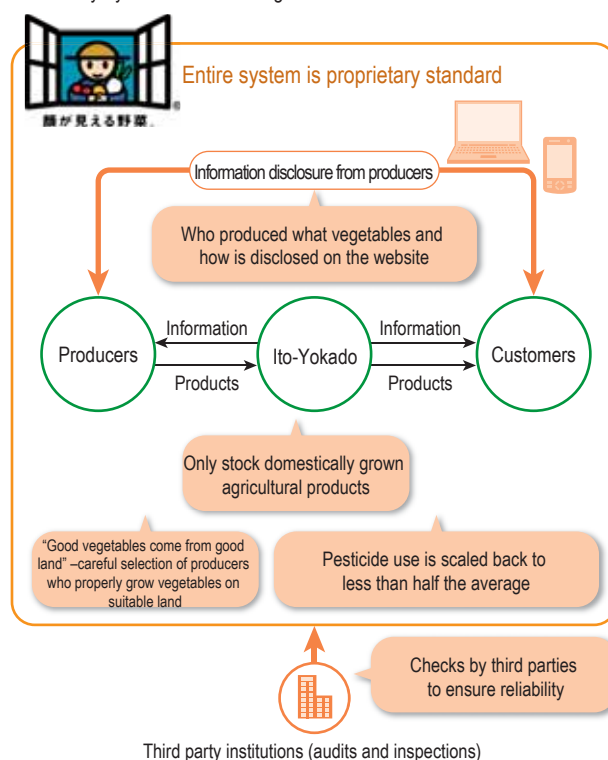 顔が見える野菜。
®
Entire system is proprietary standard
Information disclosure from producers
Who produced what vegetables and
how is disclosed on the website
Information
Information
Producers
Ito-Yokado
Customers
Products
Products
Only stock domestically grown
agricultural products
“Good vegetables come from good
land” –careful selection of producers
who properly grow vegetables on
suitable land
Pesticide use is scaled back to
less than half the average
Checks by third parties
to ensure reliability
Third party institutions (audits and inspections)